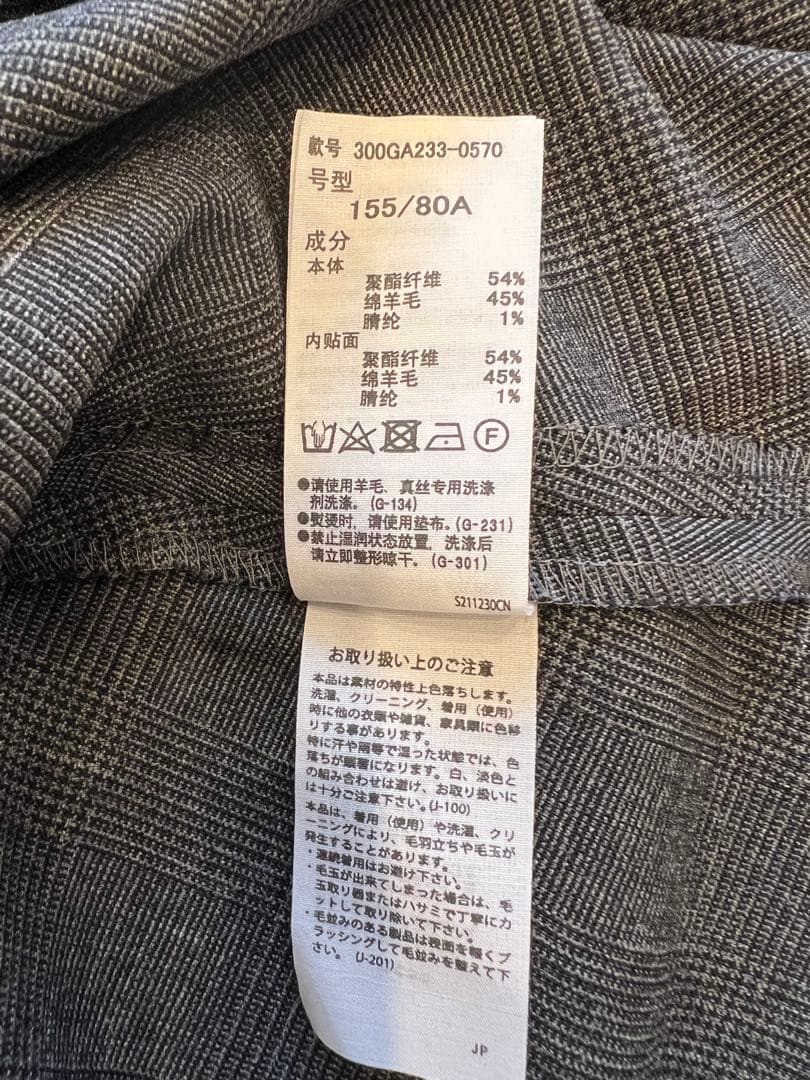 款号 300GA233-0570
号型
155/80A
成分
本体
聚酯纤维 54%
绵羊毛 45%
腈纶 1%
内贴面
聚酯纤维 54%
绵羊毛 45%
腈纶 1%
F
●请使用羊毛、真丝专用洗涤
剂洗涤。(G-134)
●熨烫时,请使用垫布。(G-231)
●禁止湿润状态放置,洗涤后
请立即整形晾干。(G-301)
S211230CN
お取り扱い上のご注意
本品は素材の特性上色落ちします。
洗濯、クリーニング、着用(使用)
時に他の衣類や雑貨、家具類に色移
りする事があります。
特に汗や雨等で湿った状態では、色
落ちが顕著になります。白、淡色と
の組み合わせは避け、お取り扱いに
は十分ご注意下さい。(J-100)
本品は、着用(使用)や洗濯、クリ
ーニングにより、毛羽立ちや毛玉が
発生することがあります。
・連続着用はお避け下さい。
・毛玉が出来てしまった場合は、毛
玉取り器またはハサミで丁寧にカ
ットして取り除いて下さい。
・毛並みのある製品は表面を軽くブ
ラッシングして毛並みを整えて下
さい。(J-201)
JP